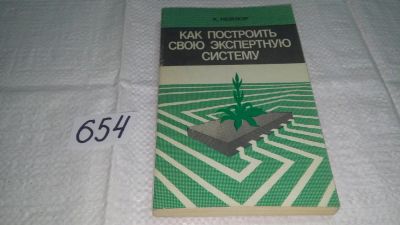 К. Нейлор
КАК ПОСТРОИТЬ
СВОЮ ЭКСПЕРТНУЮ
СИСТЕМУ
654